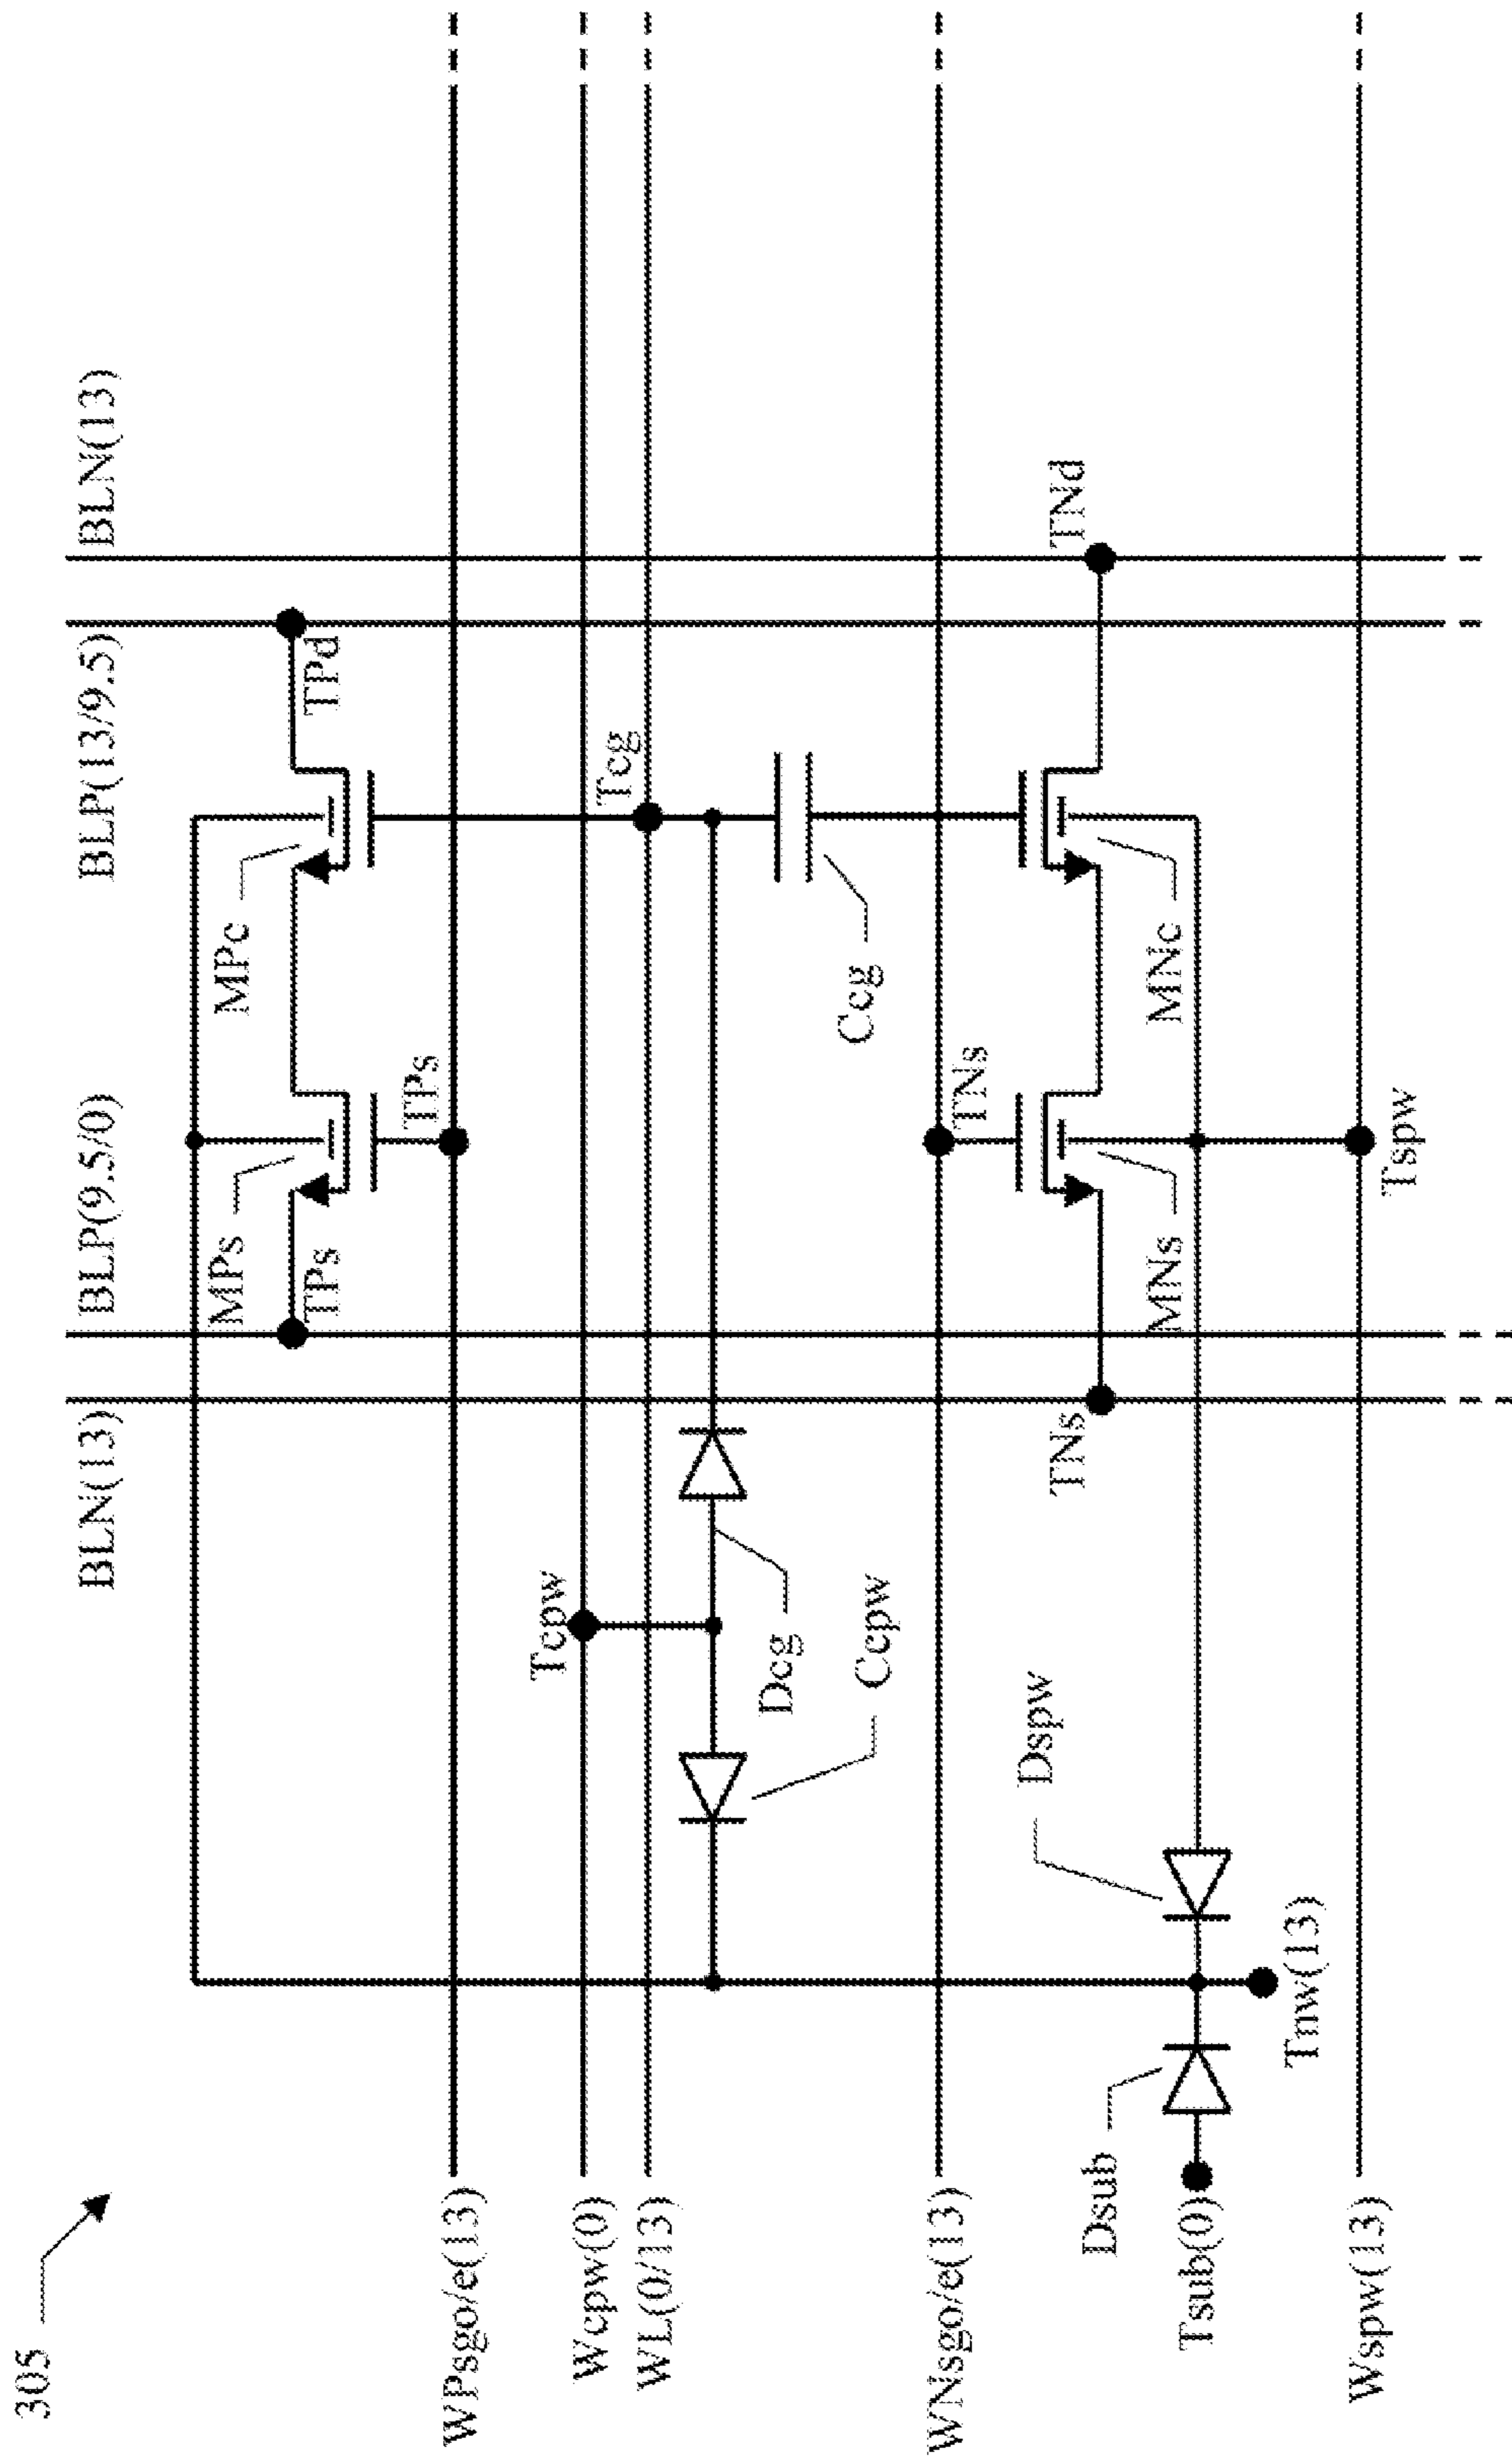 305
BLN(13)
BLP(9.5/0)
BLP(13/9.5)
BLN(13)
MPs
MPc
TPs
TPd
TPs
WPsgo/e(13)
Tcpw
Tcg
Wcpw(0)
WL(0/13)
Dcg
Ccpw
Ccg
WNsgo/e(13)
TNs
TNd
Dspw
TNs
MNs
MNc
Dsub
Tsub(0)
Tnw(13)
Wspw(13)
Tspw